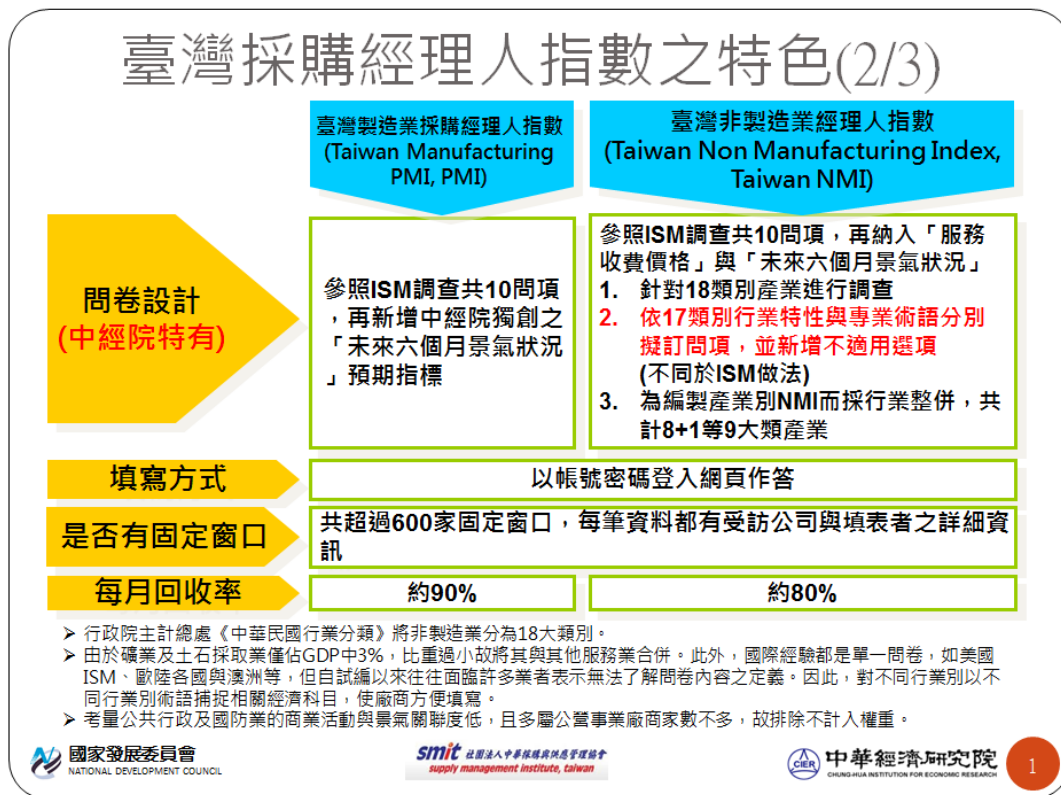 臺灣採購經理人指數之特色(2/3)
臺灣製造業採購經理人指數
(Taiwan Manufacturing
PMI, PMI)
臺灣非製造業經理人指數
(Taiwan Non Manufacturing Index,
Taiwan NMI)
問卷設計
(中經院特有)
參照ISM調查共10問項
，再新增中經院獨創之
「未來六個月景氣狀況
」預期指標
參照ISM調查共10問項，再納入「服務
收費價格」與「未來六個月景氣狀況」
1. 針對18類別產業進行調查
2. 依17類別行業特性與專業術語分別
擬訂問項，並新增不適用選項
(不同於ISM做法)
3. 為編製產業別NMI而採行業整併，共
計8+1等9大類產業
填寫方式
以帳號密碼登入網頁作答
是否有固定窗口
共超過600家固定窗口，每筆資料都有受訪公司與填表者之詳細資
訊
每月回收率
約90%
約80%
➢ 行政院主計總處《中華民國行業分類》將非製造業分為18大類別。
➢ 由於礦業及土石採取業僅佔GDP中3%，比重過小故將其與其他服務業合併。此外，國際經驗都是單一問卷，如美國
ISM、歐陸各國與澳洲等，但自試編以來往往面臨許多業者表示無法了解問卷內容之定義。因此，對不同行業別以不
同行業別術語捕捉相關經濟科目，使廠商方便填寫。
➢ 考量公共行政及國防業的商業活動與景氣關聯度低，且多屬公營事業廠商家數不多，故排除不計入權重。
國家發展委員會
NATIONAL DEVELOPMENT COUNCIL
smit 社團法人中華採購與供應管理協會
supply management institute, taiwan
CIER 中華經濟研究院
CHUNG-HUA INSTITUTION FOR ECONOMIC RESEARCH
1